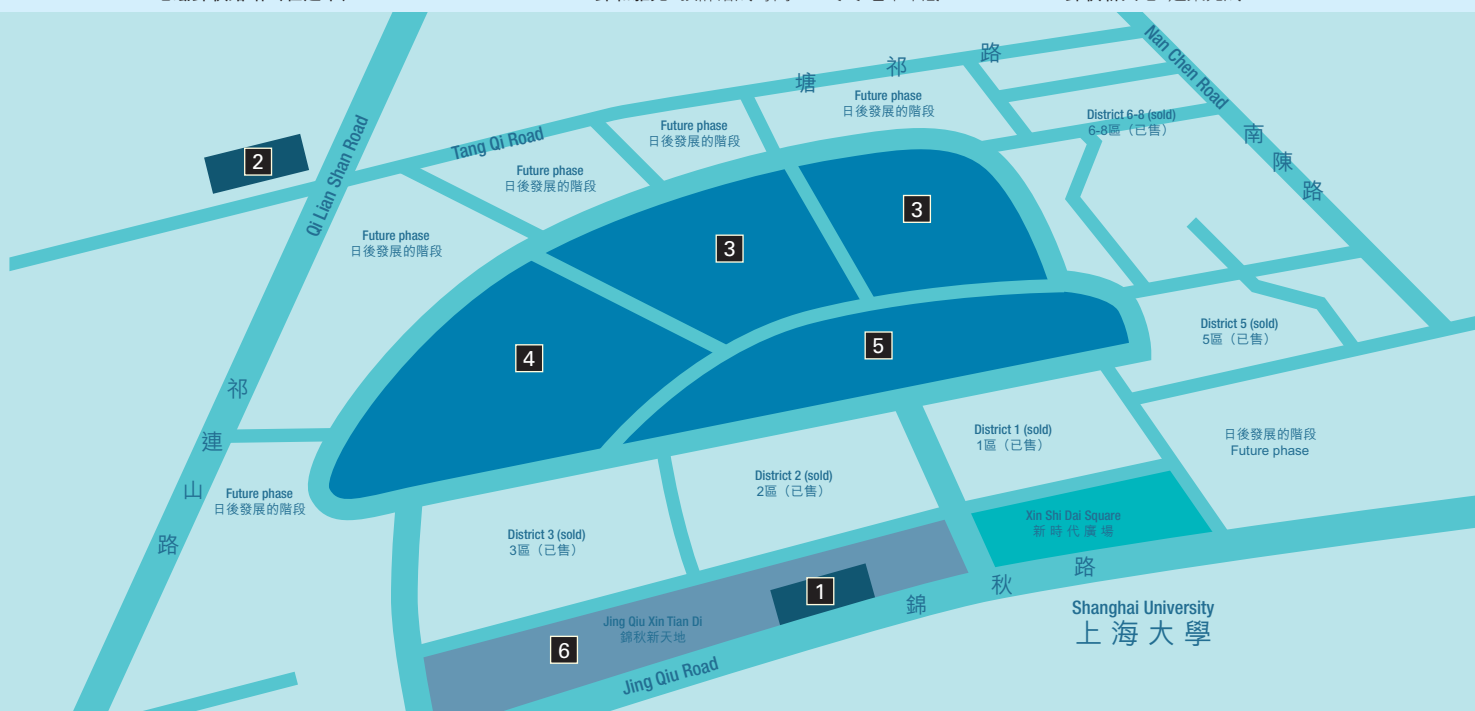 塘祁路
Nan Chen Road
南陳路
Future phase
日後發展的階段
Future phase
日後發展的階段
District 6-8 (sold)
6-8區（已售）
Tang Qi Road
2
Qi Lian Shan Road
Future phase
日後發展的階段
3
Future phase
日後發展的階段
3
District 5 (sold)
5區（已售）
5
4
祁連山路
District 1 (sold)
1區（已售）
日後發展的階段
Future phase
District 2 (sold)
2區（已售）
Future phase
日後發展的階段
Xin Shi Dai Square
新時代廣場
District 3 (sold)
3區（已售）
錦秋路
1
Shanghai University
上海大學
Jing Qiu Xin Tian Di
錦秋新天地
6
Jing Qiu Road